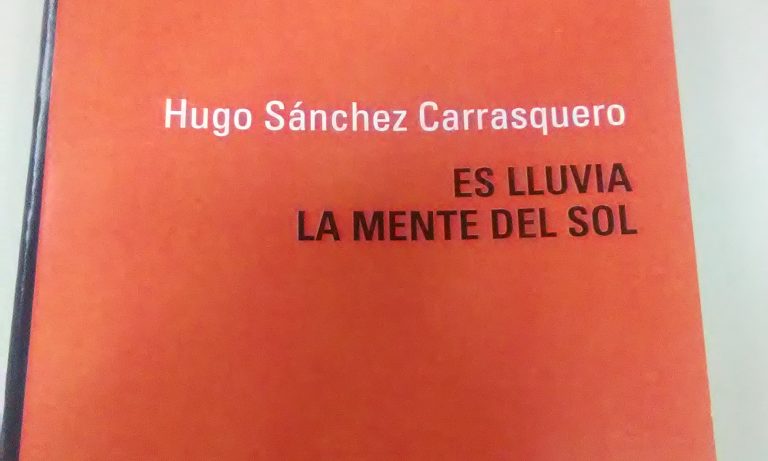 Hugo Sánchez Carrasquero
ES LLUVIA
LA MENTE DEL SOL